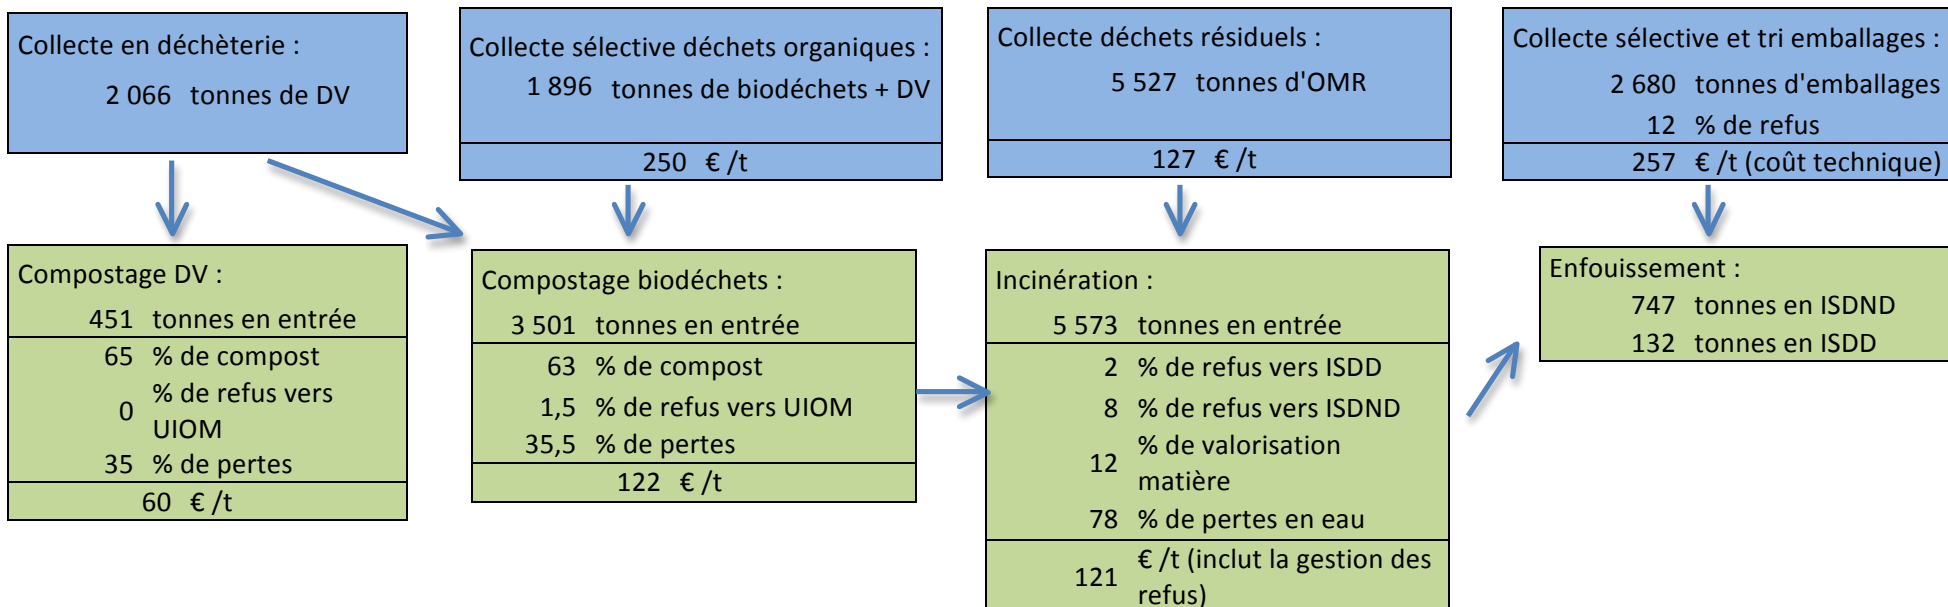 Collecte en déchèterie :
2 066 tonnes de DV
Collecte sélective déchets organiques :
1 896 tonnes de biodéchets + DV
250 € /t
Collecte déchets résiduels :
5 527 tonnes d'OMR
127 € /t
Collecte sélective et tri emballages :
2 680 tonnes d'emballages
12 % de refus
257 € /t (coût technique)
Compostage DV :
451 tonnes en entrée
65 % de compost
0 % de refus vers
UIOM
35 % de pertes
60 € /t
Compostage biodéchets :
3 501 tonnes en entrée
63 % de compost
1,5 % de refus vers UIOM
35,5 % de pertes
122 € /t
Incinération :
5 573 tonnes en entrée
2 % de refus vers ISDD
8 % de refus vers ISDND
12 % de valorisation
matière
78 % de pertes en eau
121 € /t (inclut la gestion des
refus)
Enfouissement :
747 tonnes en ISDND
132 tonnes en ISDD